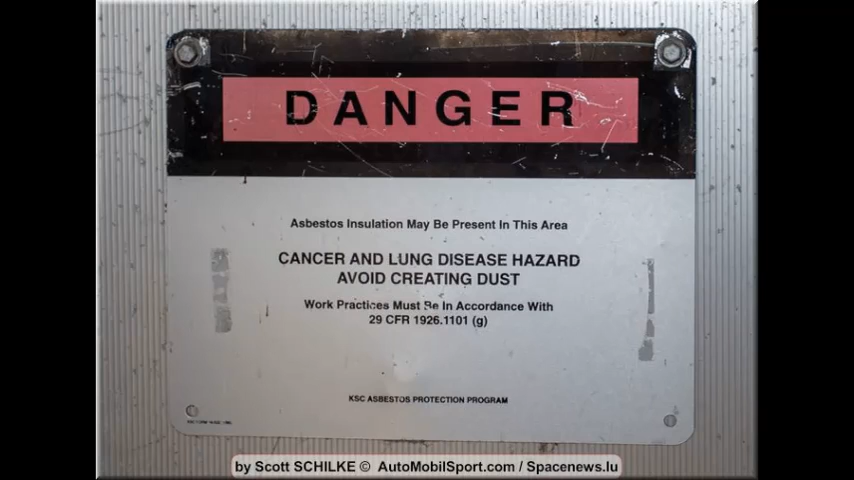 DANGER
Asbestos Insulation May Be Present In This Area
CANCER AND LUNG DISEASE HAZARD
AVOID CREATING DUST
Work Practices Must Be In Accordance With
29 CFR 1926.1101 (g)
KSC ASBESTOS PROTECTION PROGRAM
by Scott SCHILKE © AutoMobilSport.com / Spacenews.lu